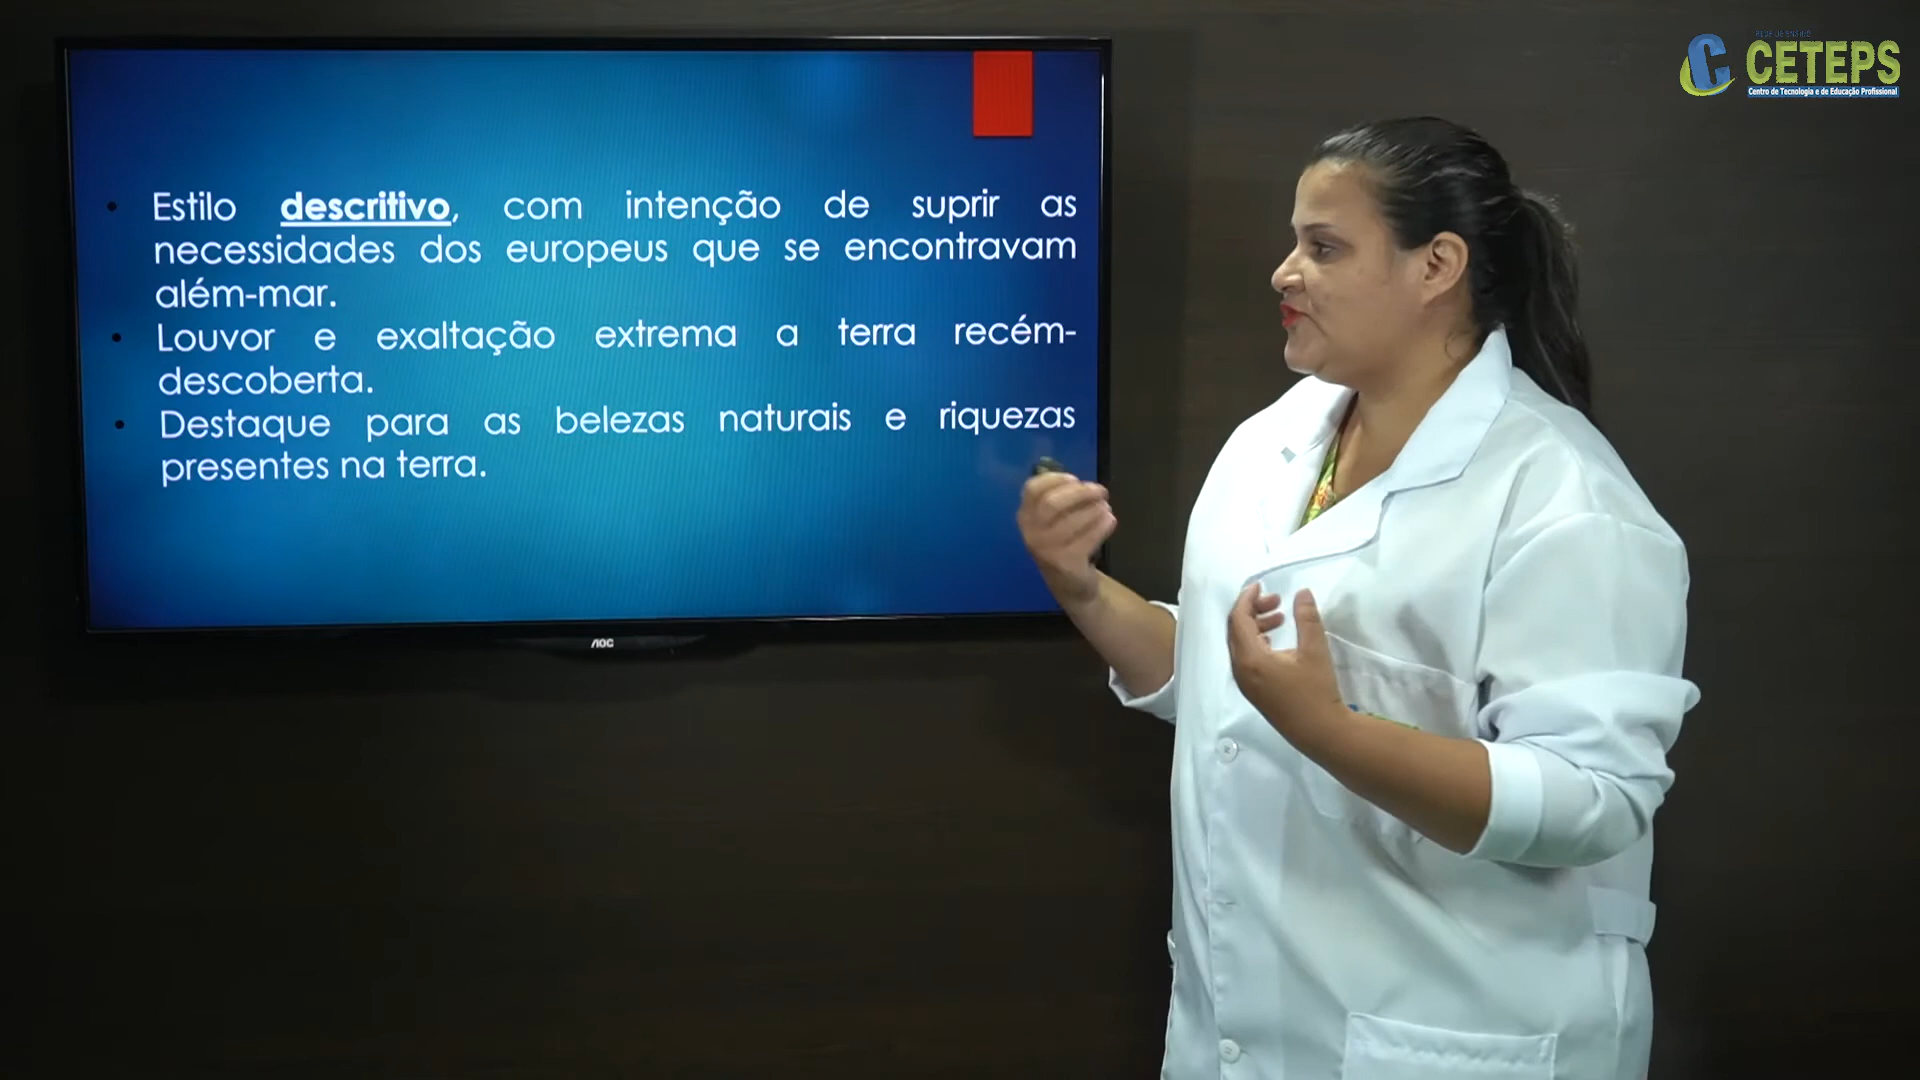 Estilo descritivo, com intenção de suprir as
necessidades dos europeus que se encontravam
além-mar.
Louvor e exaltação extrema a terra recém-
descoberta.
Destaque para as belezas naturais e riquezas
presentes na terra.
AOC
CETEPS
Centro de Tecnologia e de Educação Profissional